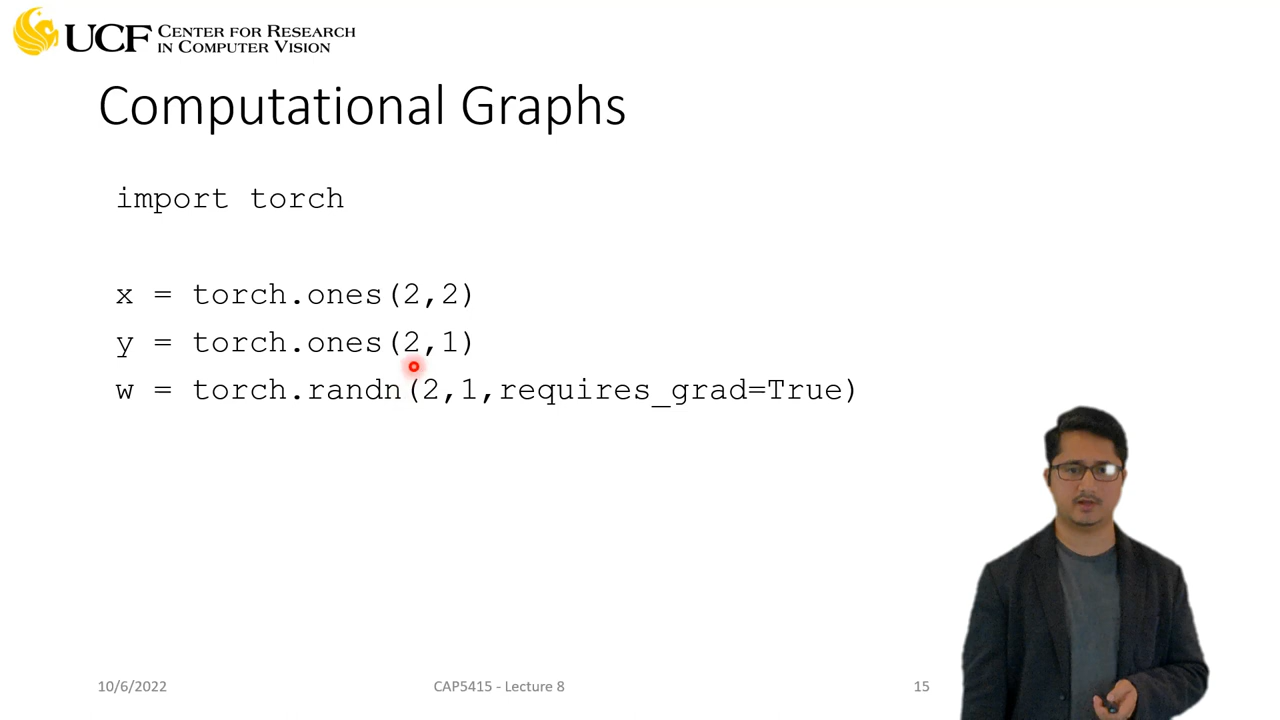 UCF CENTER FOR RESEARCH
IN COMPUTER VISION
Computational Graphs
import torch
x = torch.ones(2,2)
y = torch.ones(2,1)
w = torch.randn(2,1,requires_grad=True)
10/6/2022 CAP5415 - Lecture 8 15